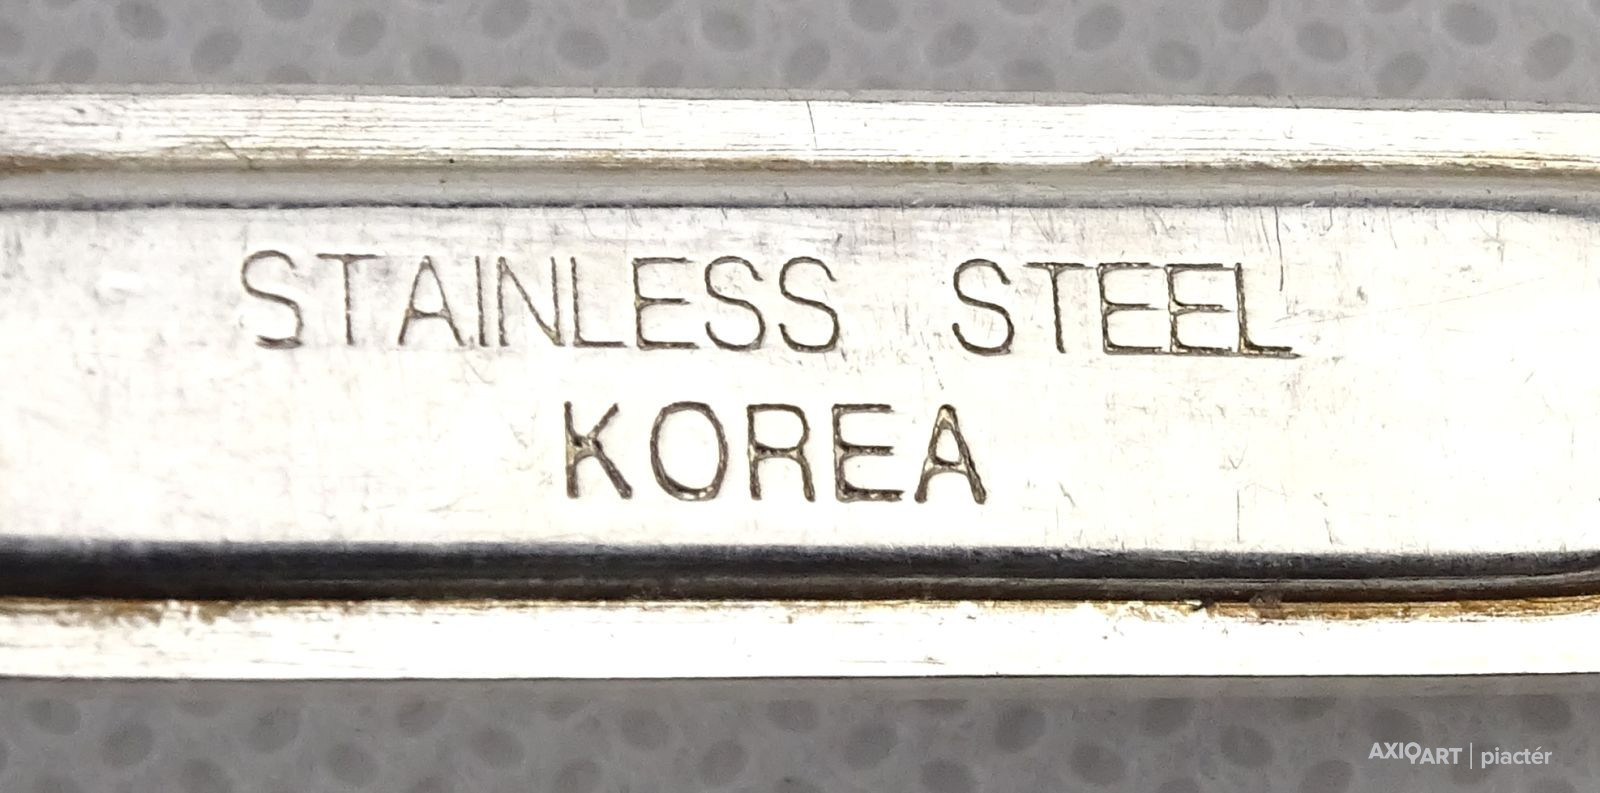 STAINLESS STEEL
KOREA
AXIOART | piactér